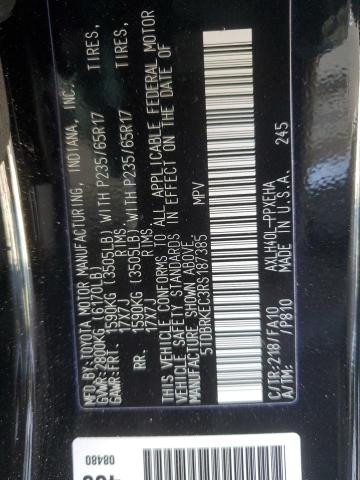 MFD. BY: TOYOTA MOTOR MANUFACTURING, INDIANA, INC.
GVWR: 2800KG (6170LB)
GAWR: FRT. 1590KG (3505LB) WITH P235/65R17 TIRES,
17X7J RIMS
RR. 1590KG (3505LB) WITH P235/65R17 TIRES,
17X7J RIMS
THIS VEHICLE CONFORMS TO ALL APPLICABLE FEDERAL MOTOR
VEHICLE SAFETY STANDARDS IN EFFECT ON THE DATE OF
MANUFACTURE SHOWN ABOVE.
5TDBRKEC3RS187385 MPV
C/TR: 218/FA10 AXLH40L-PPXEHA
A/TM: /P810 MADE IN U.S.A. 245
08480